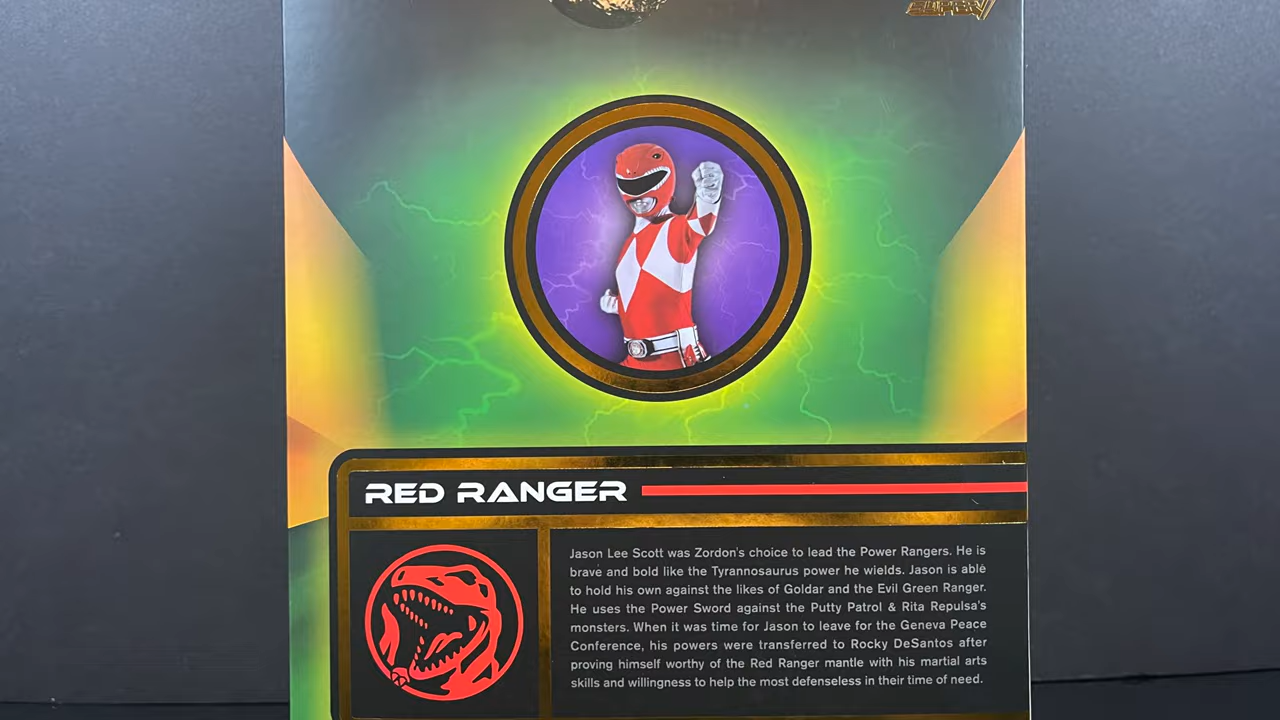 SUPER7
RED RANGER
Jason Lee Scott was Zordon's choice to lead the Power Rangers. He is
brave and bold like the Tyrannosaurus power he wields. Jason is able
to hold his own against the likes of Goldar and the Evil Green Ranger.
He uses the Power Sword against the Putty Patrol & Rita Repulsa's
monsters. When it was time for Jason to leave for the Geneva Peace
Conference, his powers were transferred to Rocky DeSantos after
proving himself worthy of the Red Ranger mantle with his martial arts
skills and willingness to help the most defenseless in their time of need.